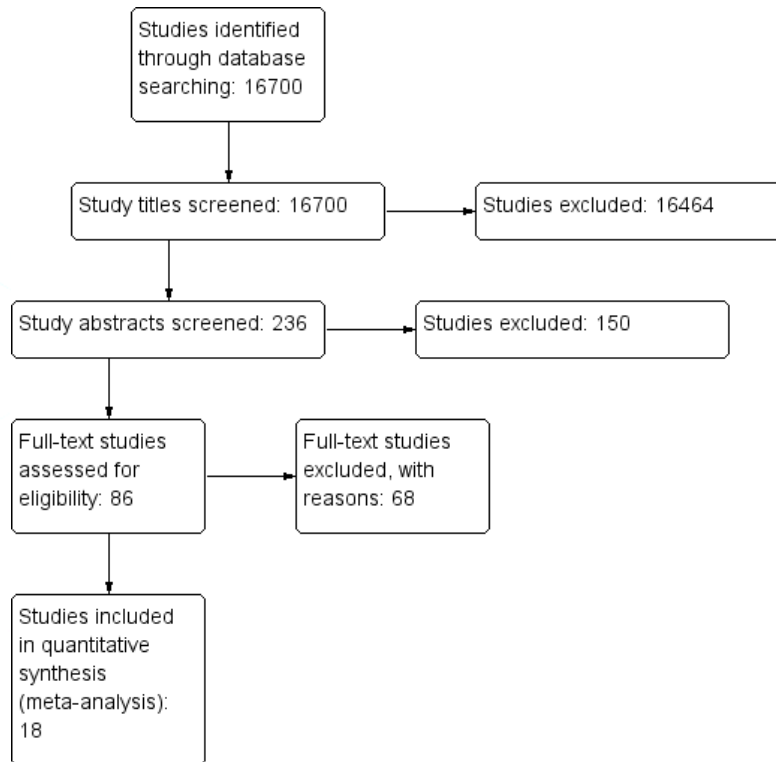 Studies identified
through database
searching: 16700
Study titles screened: 16700
Studies excluded: 16464
Study abstracts screened: 236
Studies excluded: 150
Full-text studies
assessed for
eligibility: 86
Full-text studies
excluded, with
reasons: 68
Studies included
in quantitative
synthesis
(meta-analysis):
18